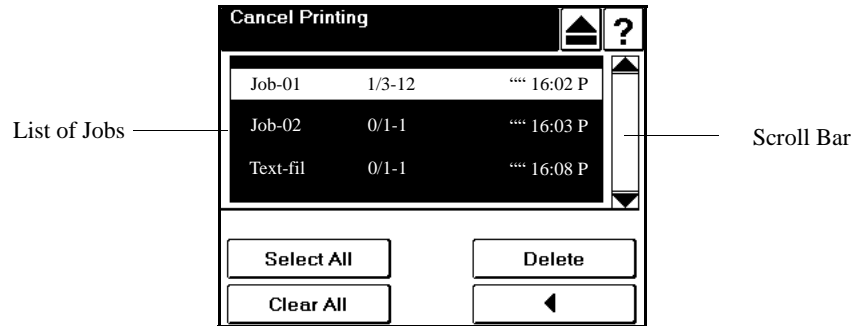 Cancel Printing ?
Job-01 1/3-12 ““ 16:02 P
List of Jobs Job-02 0/1-1 ““ 16:03 P Scroll Bar
Text-fil 0/1-1 ““ 16:08 P
Select All Delete
Clear All